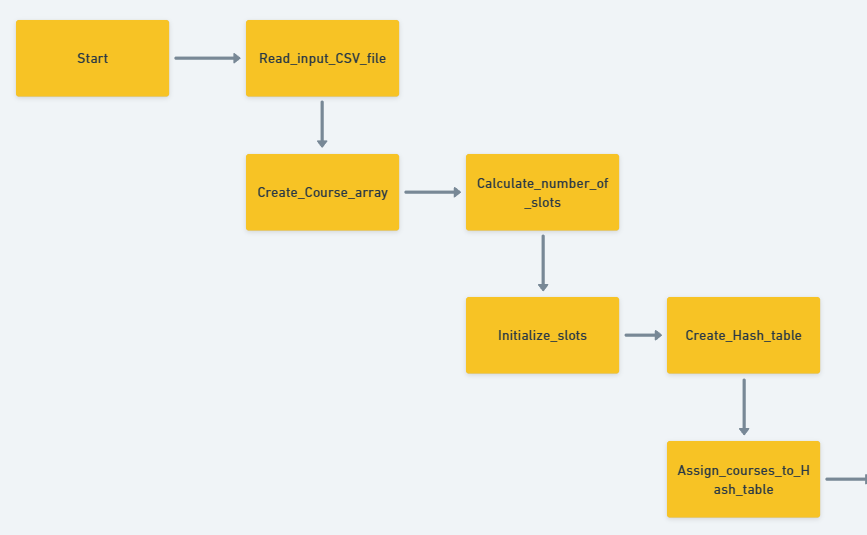 Start
Read_input_CSV_file
Create_Course_array
Calculate_number_of
_slots
Initialize_slots
Create_Hash_table
Assign_courses_to_H
ash_table